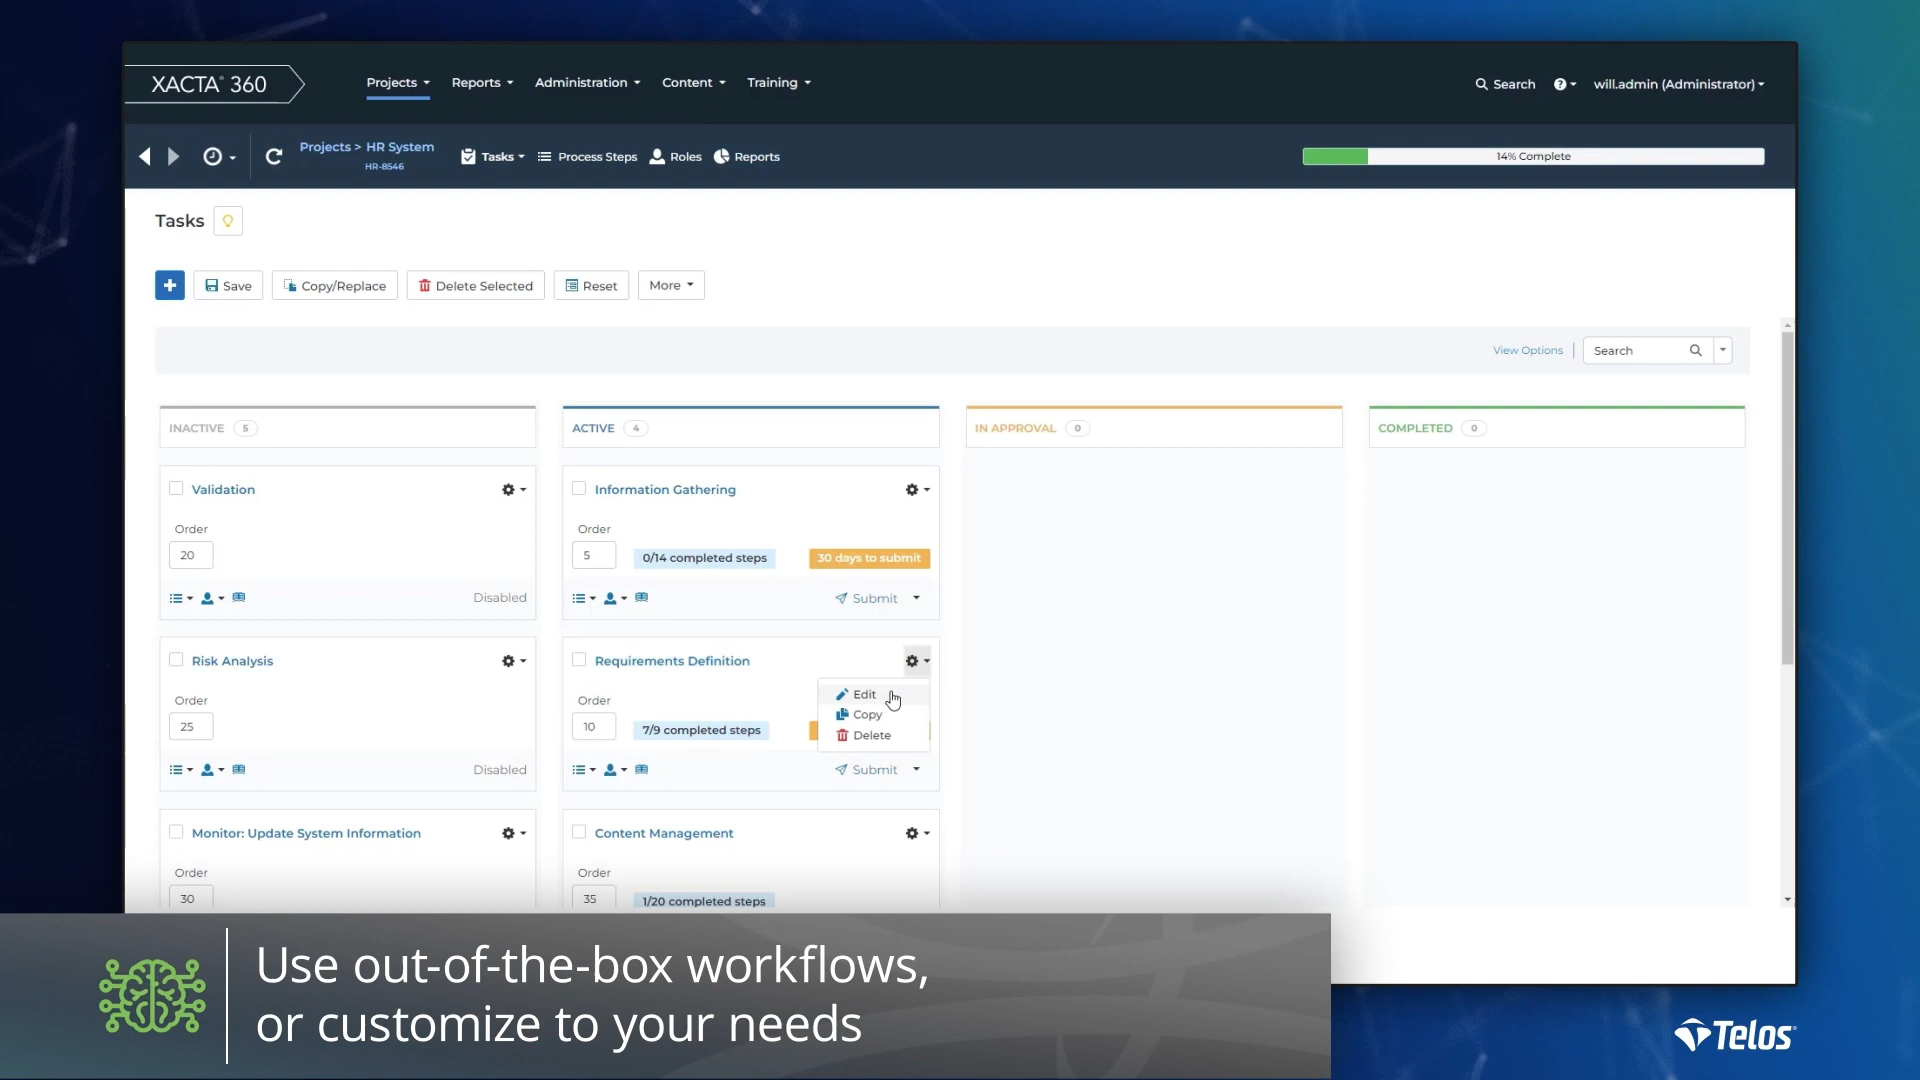 XACTA® 360
Projects Reports Administration Content Training
Search
will.admin (Administrator)
Projects > HR System
HR-8546
Tasks Process Steps Roles Reports
14% Complete
Tasks
Save Copy/Replace Delete Selected Reset More
View Options
Search
INACTIVE 5
ACTIVE 4
IN APPROVAL 0
COMPLETED 0
Validation
Order
20
Disabled
Information Gathering
Order
5
0/14 completed steps
30 days to submit
Submit
Risk Analysis
Order
25
Disabled
Requirements Definition
Order
10
7/9 completed steps
Edit
Copy
Delete
Submit
Monitor: Update System Information
Order
30
Content Management
Order
35
1/20 completed steps
Use out-of-the-box workflows,
or customize to your needs
Telos®